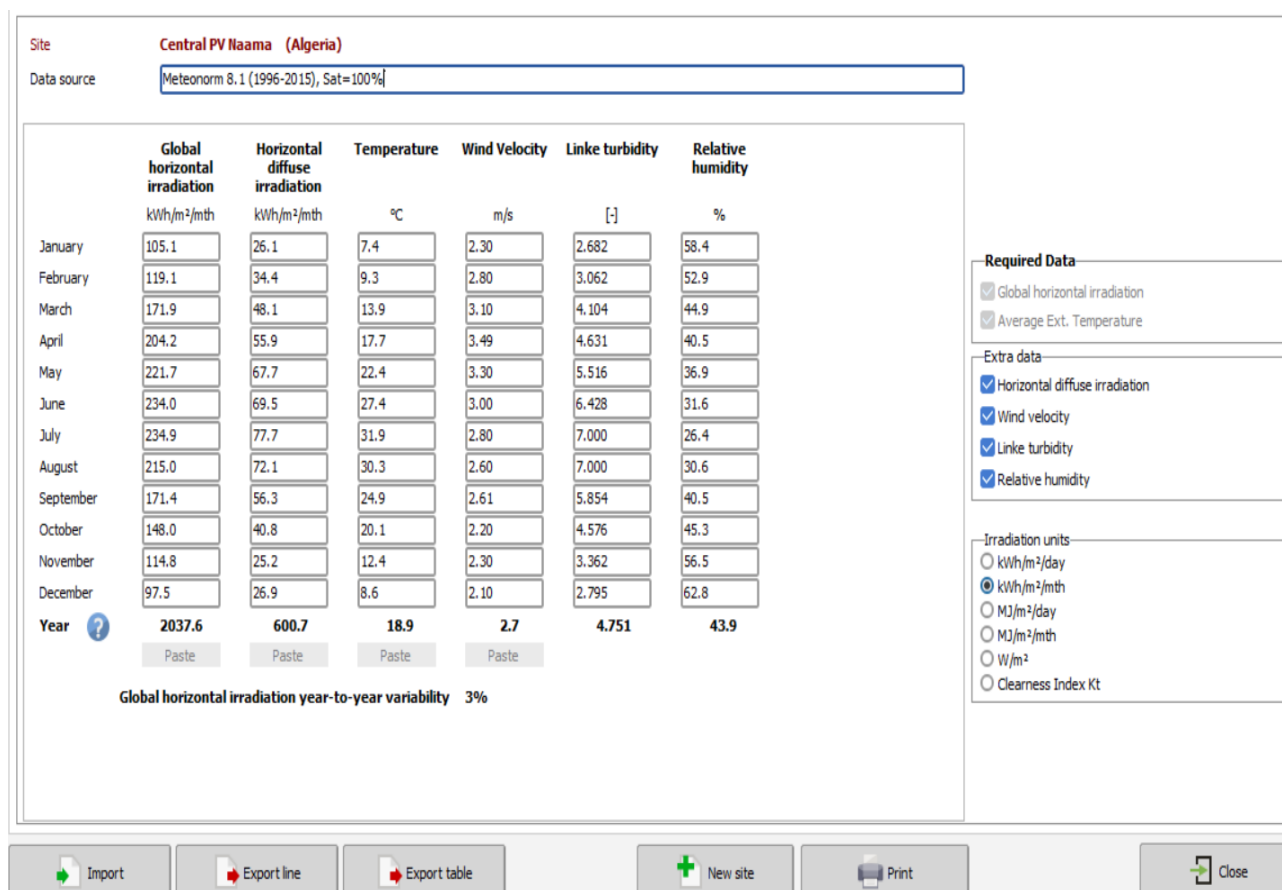 Site Central PV Naama (Algeria)
Data source Meteonorm 8.1 (1996-2015), Sat=100%
Global horizontal irradiation Horizontal diffuse irradiation Temperature Wind Velocity Linke turbidity Relative humidity
kWh/m²/mth kWh/m²/mth °C m/s [-] %
January 105.1 26.1 7.4 2.30 2.682 58.4
February 119.1 34.4 9.3 2.80 3.062 52.9
March 171.9 48.1 13.9 3.10 4.104 44.9
April 204.2 55.9 17.7 3.49 4.631 40.5
May 221.7 67.7 22.4 3.30 5.516 36.9
June 234.0 69.5 27.4 3.00 6.428 31.6
July 234.9 77.7 31.9 2.80 7.000 26.4
August 215.0 72.1 30.3 2.60 7.000 30.6
September 171.4 56.3 24.9 2.61 5.854 40.5
October 148.0 40.8 20.1 2.20 4.576 45.3
November 114.8 25.2 12.4 2.30 3.362 56.5
December 97.5 26.9 8.6 2.10 2.795 62.8
Year ? 2037.6 600.7 18.9 2.7 4.751 43.9
Paste Paste Paste Paste
Global horizontal irradiation year-to-year variability 3%
Required Data
Global horizontal irradiation
Average Ext. Temperature
Extra data
Horizontal diffuse irradiation
Wind velocity
Linke turbidity
Relative humidity
Irradiation units
kWh/m²/day
kWh/m²/mth
MJ/m²/day
MJ/m²/mth
W/m²
Clearness Index Kt
Import Export line Export table New site Print Close